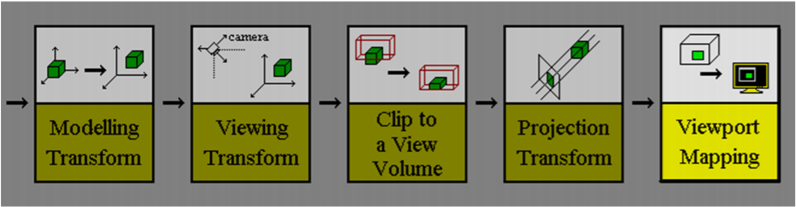 camera
Modelling
Transform
Viewing
Transform
Clip to
a View
Volume
Projection
Transform
Viewport
Mapping